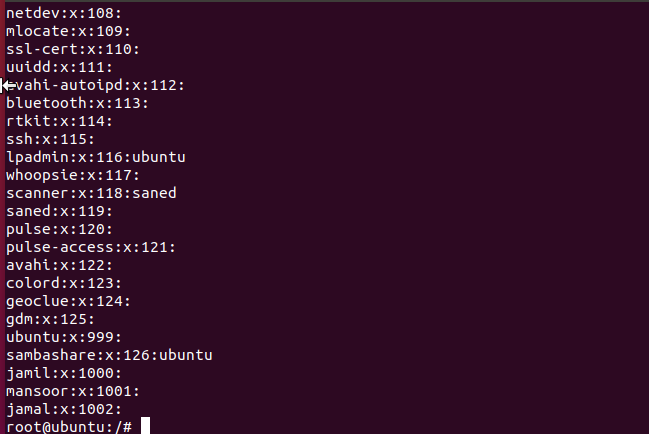 netdev:x:108:
mlocate:x:109:
ssl-cert:x:110:
uuidd:x:111:
avahi-autoipd:x:112:
bluetooth:x:113:
rtkit:x:114:
ssh:x:115:
lpadmin:x:116:ubuntu
whoopsie:x:117:
scanner:x:118:saned
saned:x:119:
pulse:x:120:
pulse-access:x:121:
avahi:x:122:
colord:x:123:
geoclue:x:124:
gdm:x:125:
ubuntu:x:999:
sambashare:x:126:ubuntu
jamil:x:1000:
mansoor:x:1001:
jamal:x:1002:
root@ubuntu:/#